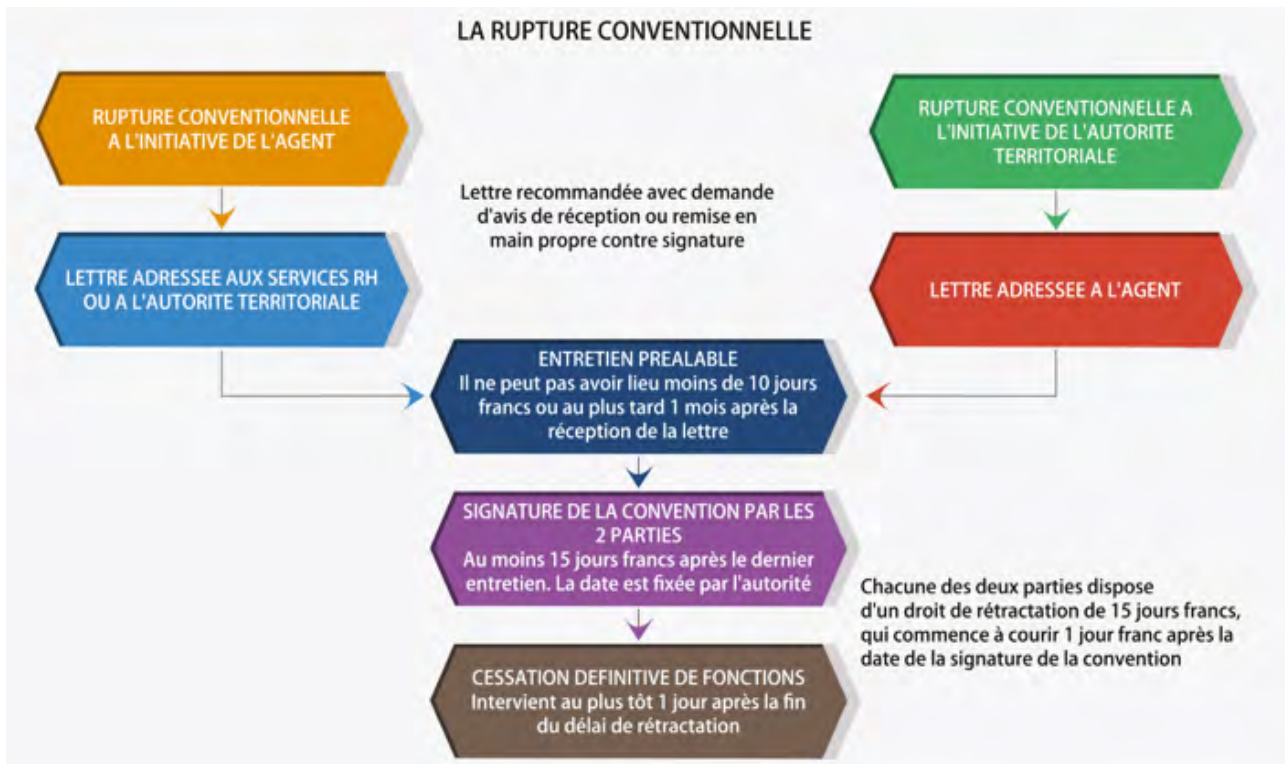 LA RUPTURE CONVENTIONNELLE
RUPTURE CONVENTIONNELLE
A L'INITIATIVE DE L'AGENT
RUPTURE CONVENTIONNELLE A
L'INITIATIVE DE L'AUTORITE
TERRITORIALE
Lettre recommandée avec demande
d'avis de réception ou remise en
main propre contre signature
LETTRE ADRESSEE AUX SERVICES RH
OU A L'AUTORITE TERRITORIALE
LETTRE ADRESSEE A L'AGENT
ENTRETIEN PREALABLE
Il ne peut pas avoir lieu moins de 10 jours
francs ou au plus tard 1 mois après la
réception de la lettre
SIGNATURE DE LA CONVENTION PAR LES
2 PARTIES
Au moins 15 jours francs après le dernier
entretien. La date est fixée par l'autorité
Chacune des deux parties dispose
d'un droit de rétractation de 15 jours francs,
qui commence à courir 1 jour franc après la
date de la signature de la convention
CESSATION DEFINITIVE DE FONCTIONS
Intervient au plus tôt 1 jour après la fin
du délai de rétractation